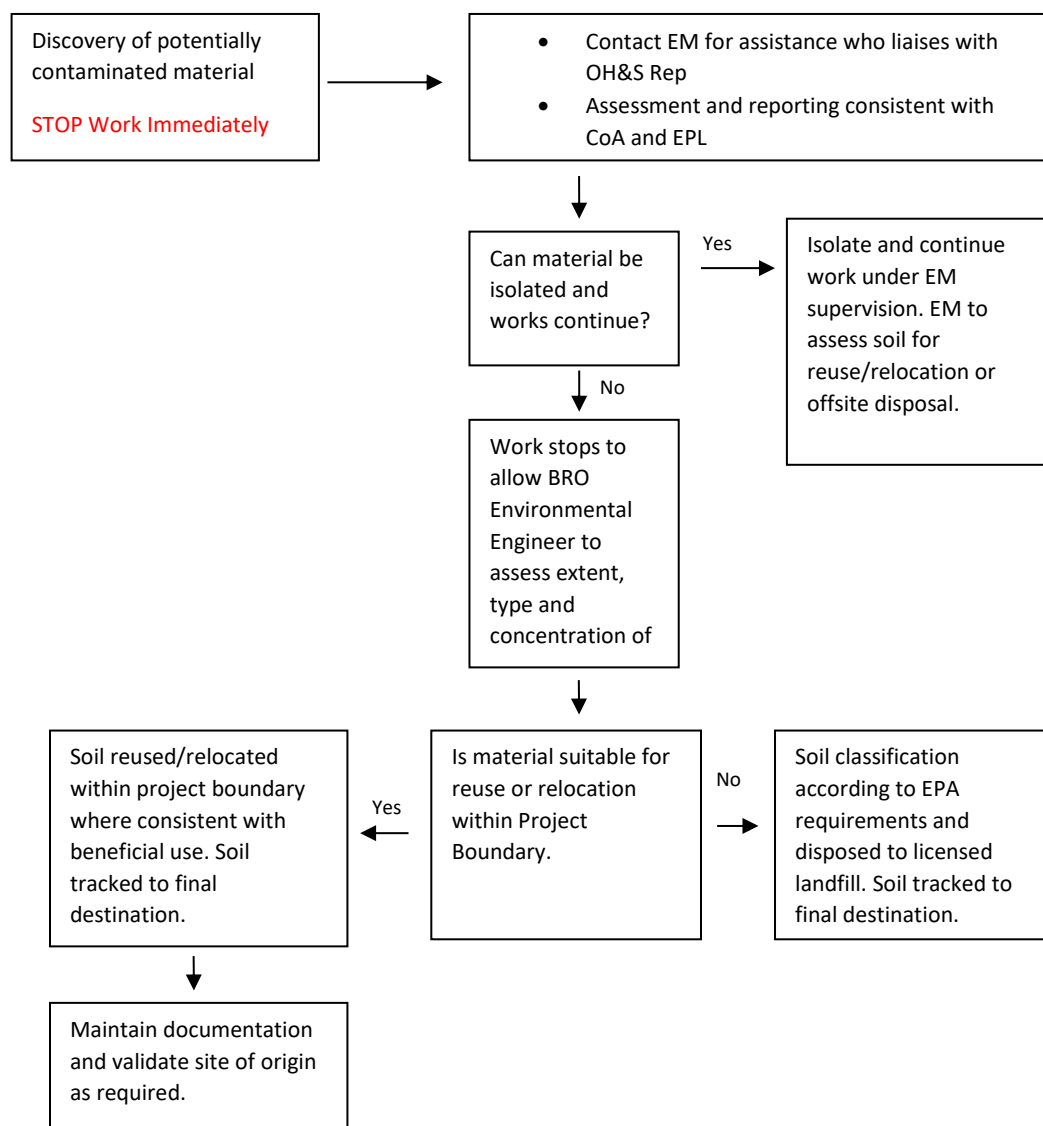 Discovery of potentially
contaminated material
STOP Work Immediately
• Contact EM for assistance who liaises with
OH&S Rep
• Assessment and reporting consistent with
CoA and EPL
Can material be
isolated and
works continue?
Yes
Isolate and continue
work under EM
supervision. EM to
assess soil for
reuse/relocation or
offsite disposal.
No
Work stops to
allow BRO
Environmental
Engineer to
assess extent,
type and
concentration of
Is material suitable for
reuse or relocation
within Project
Boundary.
Yes
Soil reused/relocated
within project boundary
where consistent with
beneficial use. Soil
tracked to final
destination.
No
Soil classification
according to EPA
requirements and
disposed to licensed
landfill. Soil tracked to
final destination.
Maintain documentation
and validate site of origin
as required.